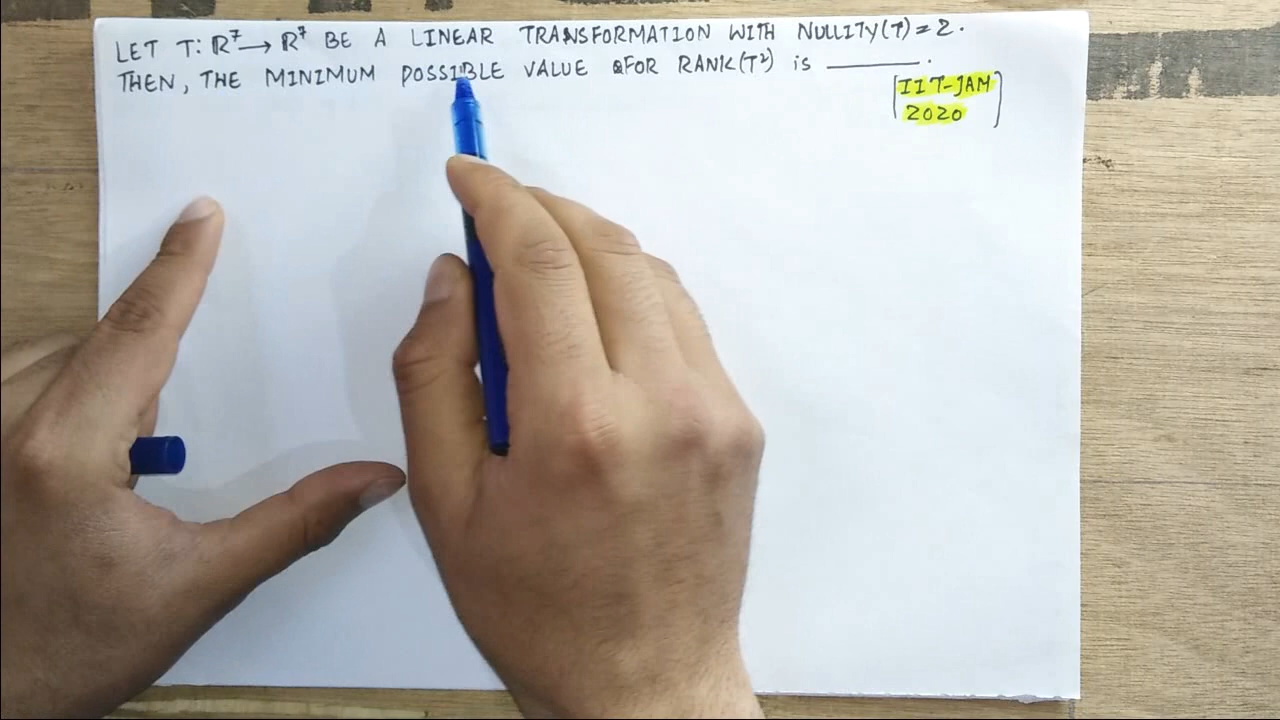 LET T: ℝ⁷ → ℝ⁷ BE A LINEAR TRANSFORMATION WITH NULLITY(T) = 2.
THEN, THE MINIMUM POSSIBLE VALUE FOR RANK(T²) is ______.
[IIT-JAM
2020]